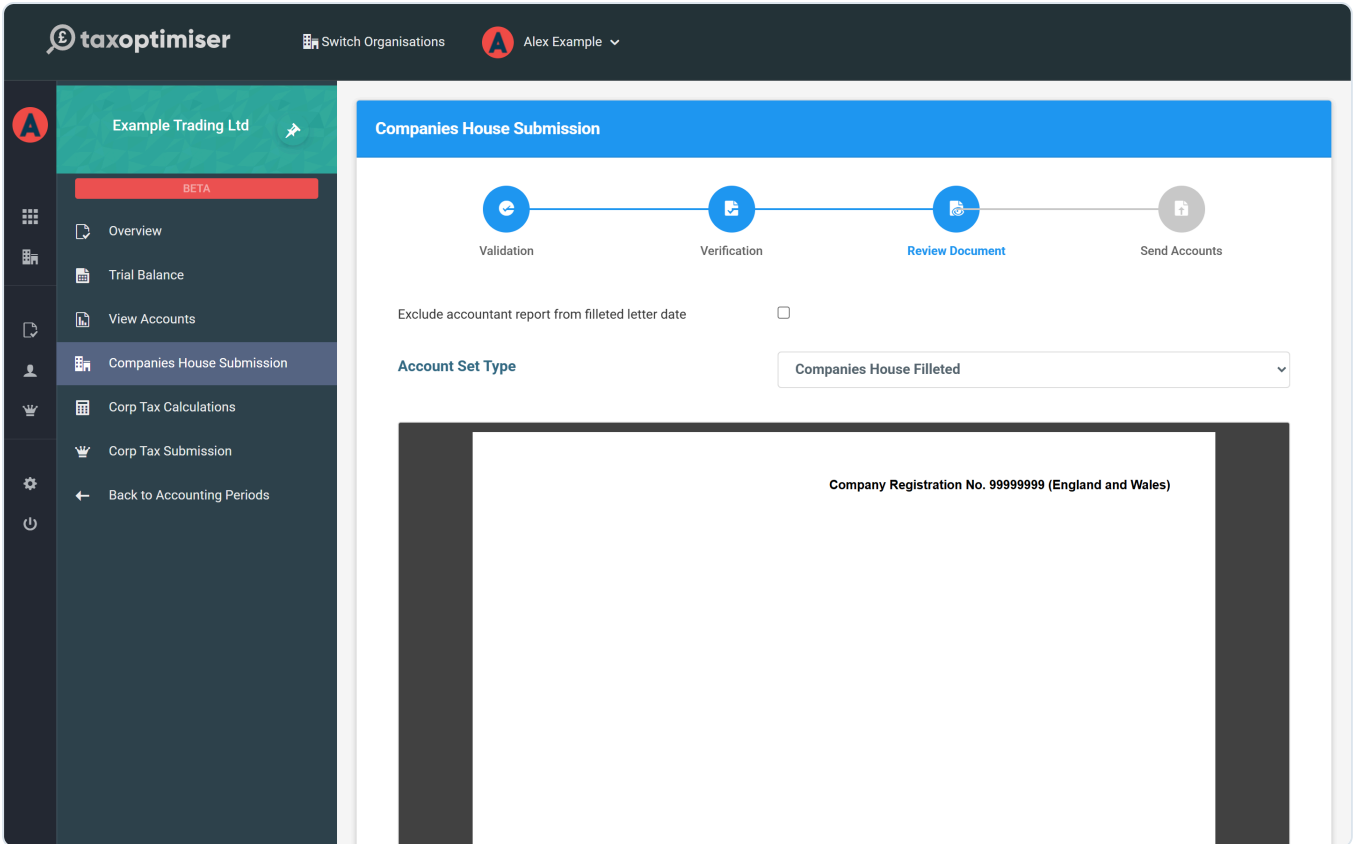 taxoptimiser
Switch Organisations
Alex Example
Example Trading Ltd
BETA
Overview
Trial Balance
View Accounts
Companies House Submission
Corp Tax Calculations
Corp Tax Submission
Back to Accounting Periods
Companies House Submission
Validation
Verification
Review Document
Send Accounts
Exclude accountant report from filleted letter date
Account Set Type
Companies House Filleted
Company Registration No. 99999999 (England and Wales)